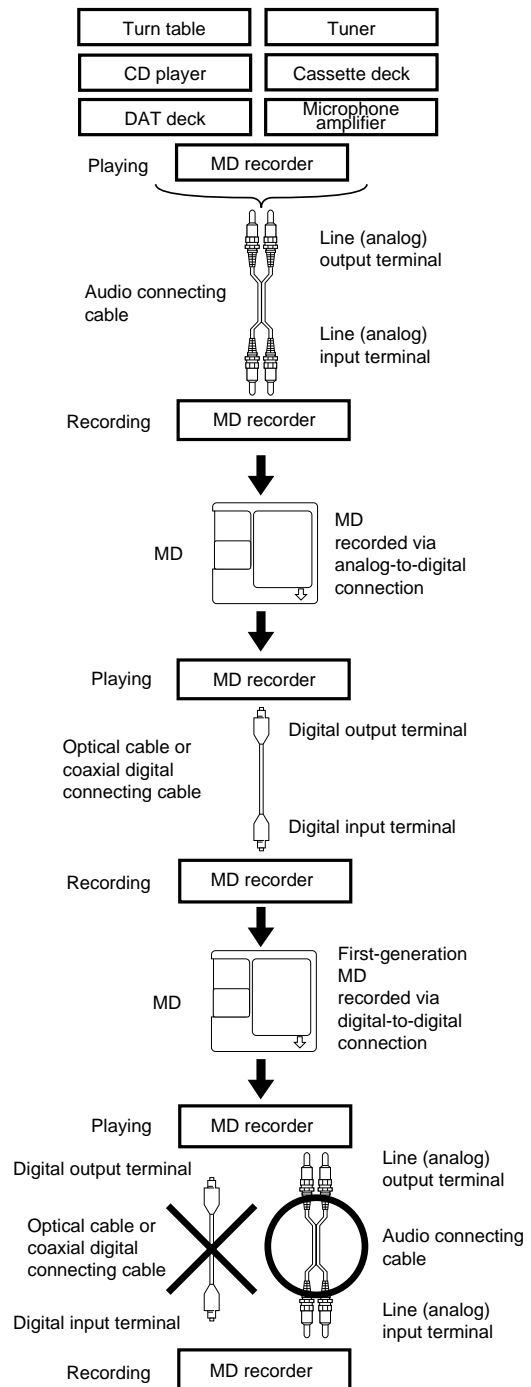 Turn table
Tuner
CD player
Cassette deck
DAT deck
Microphone
amplifier
Playing
MD recorder
Line (analog)
output terminal
Audio connecting
cable
Line (analog)
input terminal
Recording
MD recorder
MD
MD
recorded via
analog-to-digital
connection
Playing
MD recorder
Digital output terminal
Optical cable or
coaxial digital
connecting cable
Digital input terminal
Recording
MD recorder
MD
First-generation
MD
recorded via
digital-to-digital
connection
Playing
MD recorder
Digital output terminal
Line (analog)
output terminal
Optical cable or
coaxial digital
connecting cable
Audio connecting
cable
Digital input terminal
Line (analog)
input terminal
Recording
MD recorder